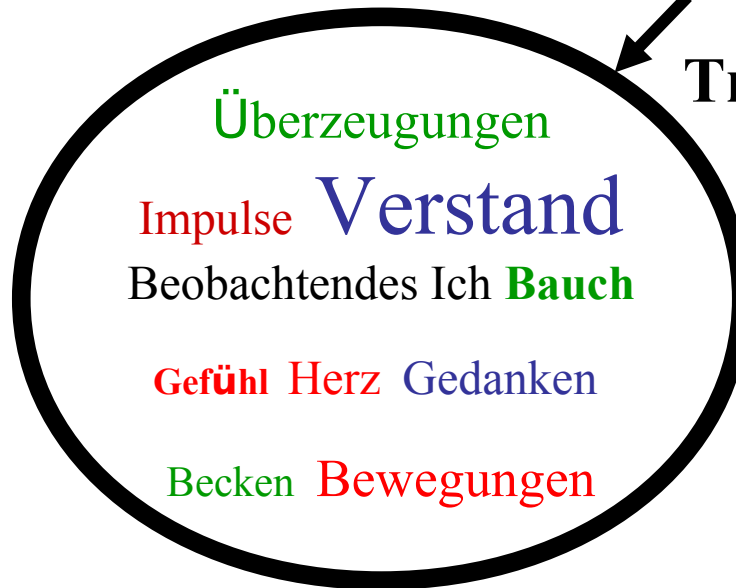 Überzeugungen
Impulse Verstand
Beobachtendes Ich Bauch
Gefühl Herz Gedanken
Becken Bewegungen